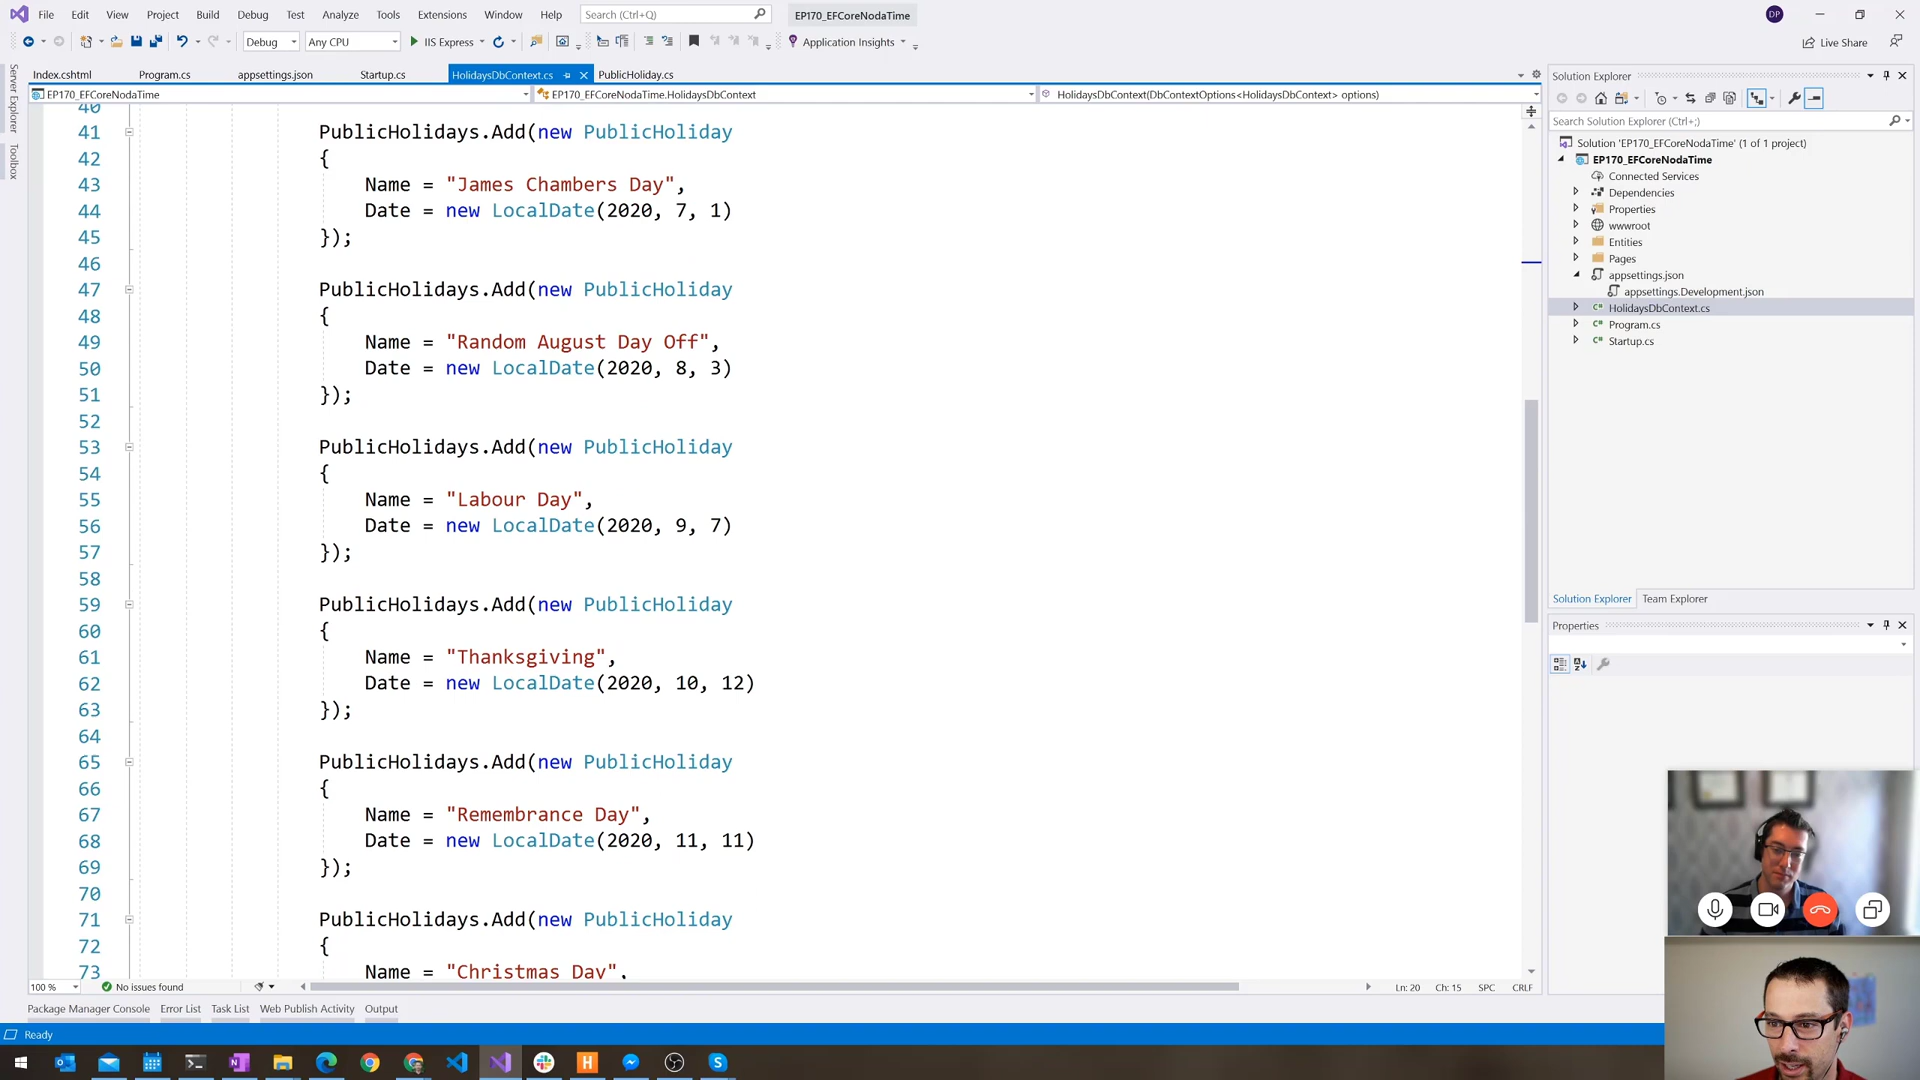 File Edit View Project Build Debug Test Analyze Tools Extensions Window Help Search (Ctrl+Q) EP170_EFCoreNodaTime DP
Debug Any CPU IIS Express Application Insights Live Share
Index.cshtml Program.cs appsettings.json Startup.cs HolidaysDbContext.cs PublicHoliday.cs
EP170_EFCoreNodaTime EP170_EFCoreNodaTime.HolidaysDbContext HolidaysDbContext(DbContextOptions<HolidaysDbContext> options)
Server Explorer
Toolbox
40
41 PublicHolidays.Add(new PublicHoliday
42 {
43 Name = "James Chambers Day",
44 Date = new LocalDate(2020, 7, 1)
45 });
46
47 PublicHolidays.Add(new PublicHoliday
48 {
49 Name = "Random August Day Off",
50 Date = new LocalDate(2020, 8, 3)
51 });
52
53 PublicHolidays.Add(new PublicHoliday
54 {
55 Name = "Labour Day",
56 Date = new LocalDate(2020, 9, 7)
57 });
58
59 PublicHolidays.Add(new PublicHoliday
60 {
61 Name = "Thanksgiving",
62 Date = new LocalDate(2020, 10, 12)
63 });
64
65 PublicHolidays.Add(new PublicHoliday
66 {
67 Name = "Remembrance Day",
68 Date = new LocalDate(2020, 11, 11)
69 });
70
71 PublicHolidays.Add(new PublicHoliday
72 {
73 Name = "Christmas Day",
100 % No issues found Ln: 20 Ch: 15 SPC CRLF
Package Manager Console Error List Task List Web Publish Activity Output
Ready
Solution Explorer
Search Solution Explorer (Ctrl+;)
Solution 'EP170_EFCoreNodaTime' (1 of 1 project)
EP170_EFCoreNodaTime
Connected Services
Dependencies
Properties
wwwroot
Entities
Pages
appsettings.json
appsettings.Development.json
C# HolidaysDbContext.cs
C# Program.cs
C# Startup.cs
Solution Explorer Team Explorer
Properties